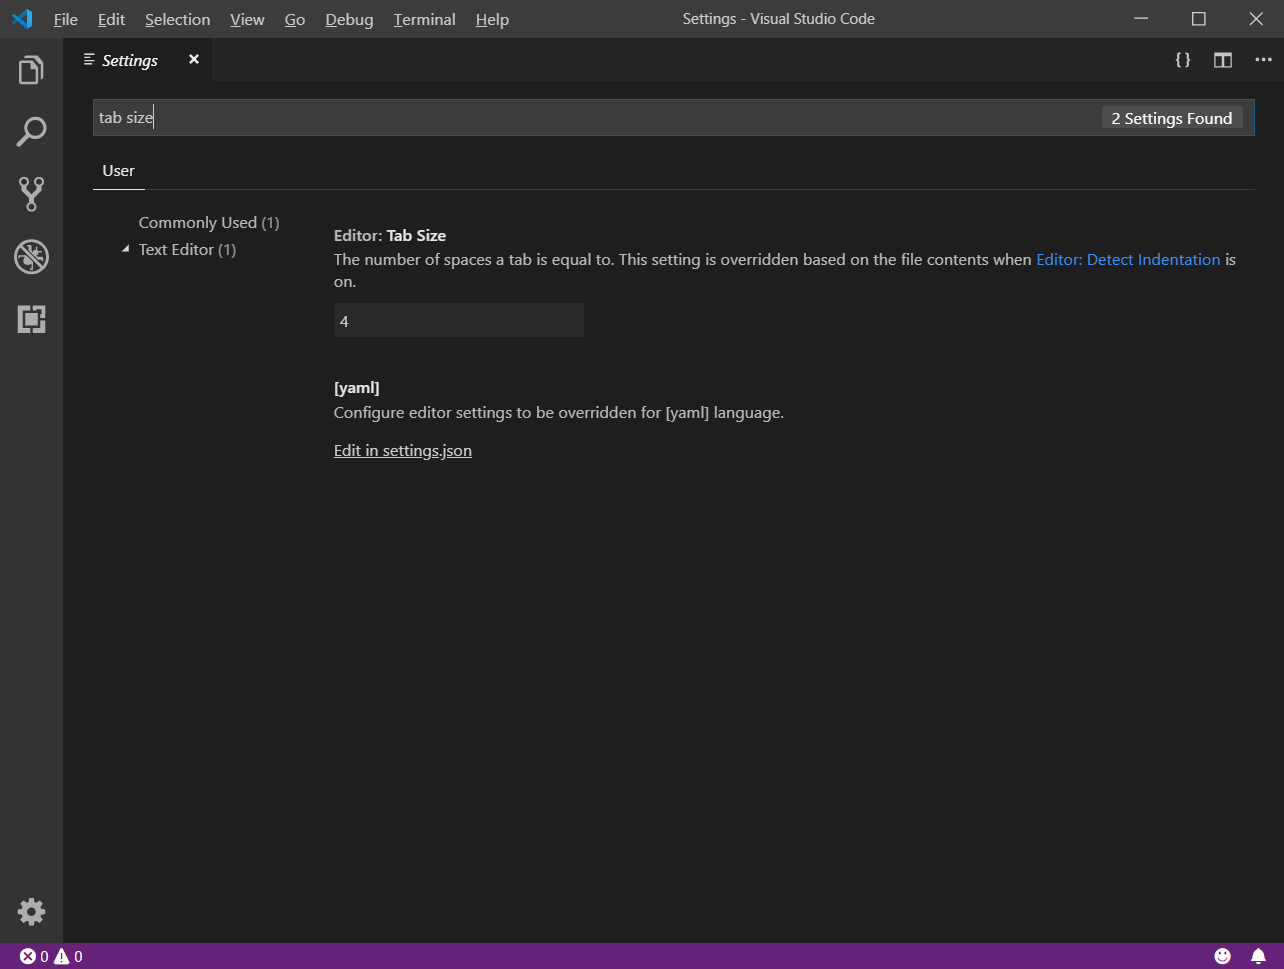 File Edit Selection View Go Debug Terminal Help Settings - Visual Studio Code
Settings
tab size 2 Settings Found
User
Commonly Used (1)
Text Editor (1)
Editor: Tab Size
The number of spaces a tab is equal to. This setting is overridden based on the file contents when Editor: Detect Indentation is
on.
4
[yaml]
Configure editor settings to be overridden for [yaml] language.
Edit in settings.json
0 0